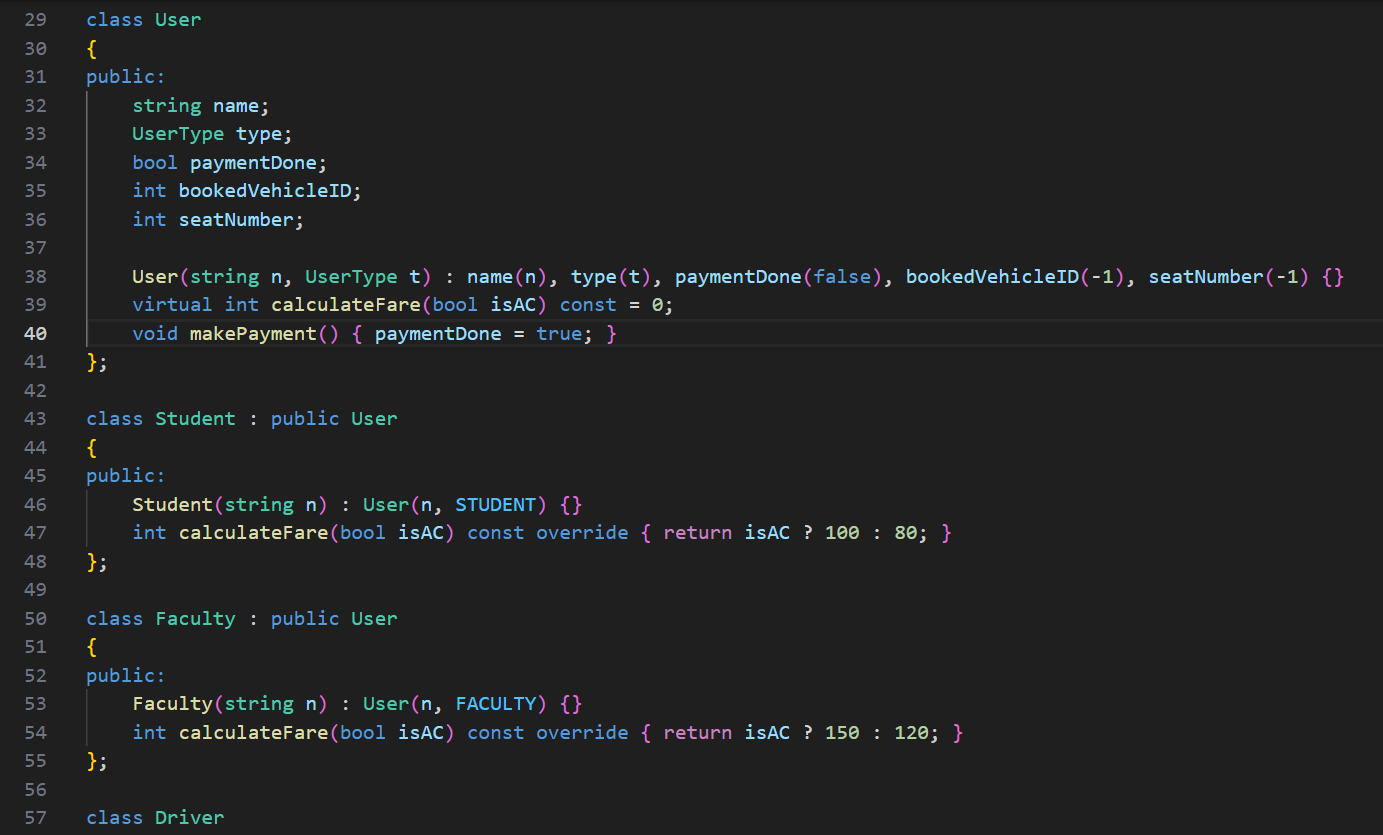 29 class User
30 {
31 public:
32     string name;
33     UserType type;
34     bool paymentDone;
35     int bookedVehicleID;
36     int seatNumber;
37
38     User(string n, UserType t) : name(n), type(t), paymentDone(false), bookedVehicleID(-1), seatNumber(-1) {}
39     virtual int calculateFare(bool isAC) const = 0;
40     void makePayment() { paymentDone = true; }
41 };
42
43 class Student : public User
44 {
45 public:
46     Student(string n) : User(n, STUDENT) {}
47     int calculateFare(bool isAC) const override { return isAC ? 100 : 80; }
48 };
49
50 class Faculty : public User
51 {
52 public:
53     Faculty(string n) : User(n, FACULTY) {}
54     int calculateFare(bool isAC) const override { return isAC ? 150 : 120; }
55 };
56
57 class Driver